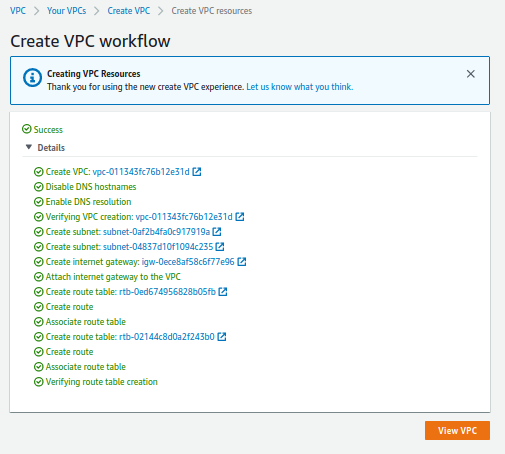 VPC > Your VPCs > Create VPC > Create VPC resources
Create VPC workflow
Creating VPC Resources
Thank you for using the new create VPC experience. Let us know what you think.
Success
Details
Create VPC: vpc-011343fc76b12e31d
Disable DNS hostnames
Enable DNS resolution
Verifying VPC creation: vpc-011343fc76b12e31d
Create subnet: subnet-0af2b4fa0c917919a
Create subnet: subnet-04837d10f1094c235
Create internet gateway: igw-0ece8af58c6f77e96
Attach internet gateway to the VPC
Create route table: rtb-0ed674956828b05fb
Create route
Associate route table
Create route table: rtb-02144c8d0a2f243b0
Create route
Associate route table
Verifying route table creation
View VPC